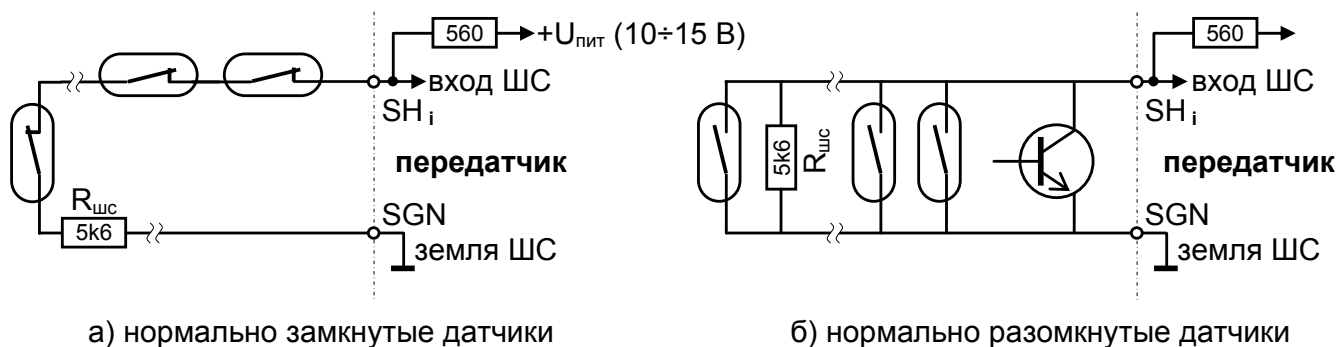 560
+Uпит (10÷15 В)
вход ШС
SH i
передатчик
Rшс
5k6
SGN
земля ШС
а) нормально замкнутые датчики
560
вход ШС
SH i
5k6
Rшс
передатчик
SGN
земля ШС
б) нормально разомкнутые датчики